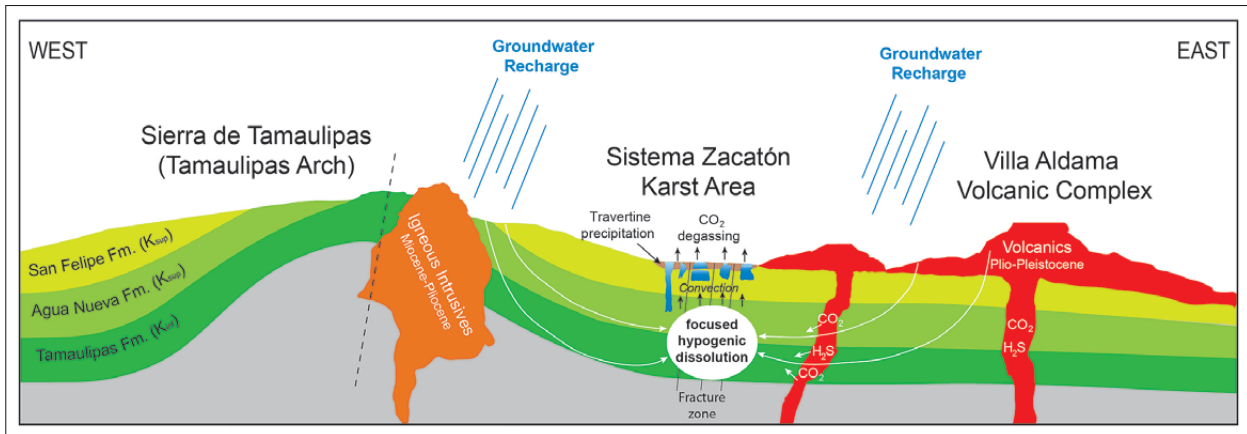 WEST
Groundwater
Recharge
Groundwater
Recharge
EAST
Sierra de Tamaulipas
(Tamaulipas Arch)
Sistema Zacatón
Karst Area
Villa Aldama
Volcanic Complex
Travertine
precipitation
CO₂
degassing
Convection
San Felipe Fm. (Ksup)
Agua Nueva Fm. (Ksup)
Tamaulipas Fm. (Kinf)
Igneous Intrusives
Miocene-Pliocene
Volcanics
Plio-Pleistocene
focused
hypogenic
dissolution
Fracture
zone
CO₂
H₂S
CO₂
CO₂
H₂S